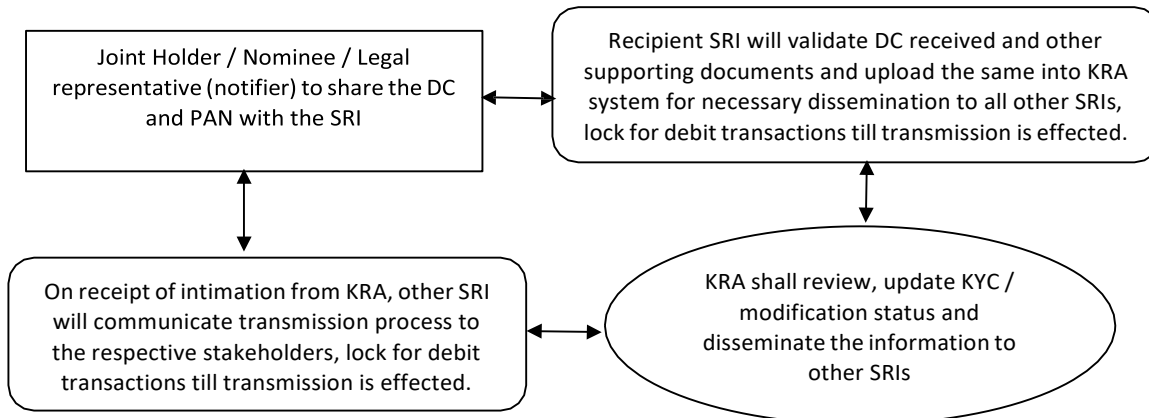 Joint Holder / Nominee / Legal
representative (notifier) to share the DC
and PAN with the SRI
Recipient SRI will validate DC received and other
supporting documents and upload the same into KRA
system for necessary dissemination to all other SRIs,
lock for debit transactions till transmission is effected.
On receipt of intimation from KRA, other SRI
will communicate transmission process to
the respective stakeholders, lock for debit
transactions till transmission is effected.
KRA shall review, update KYC /
modification status and
disseminate the information to
other SRIs